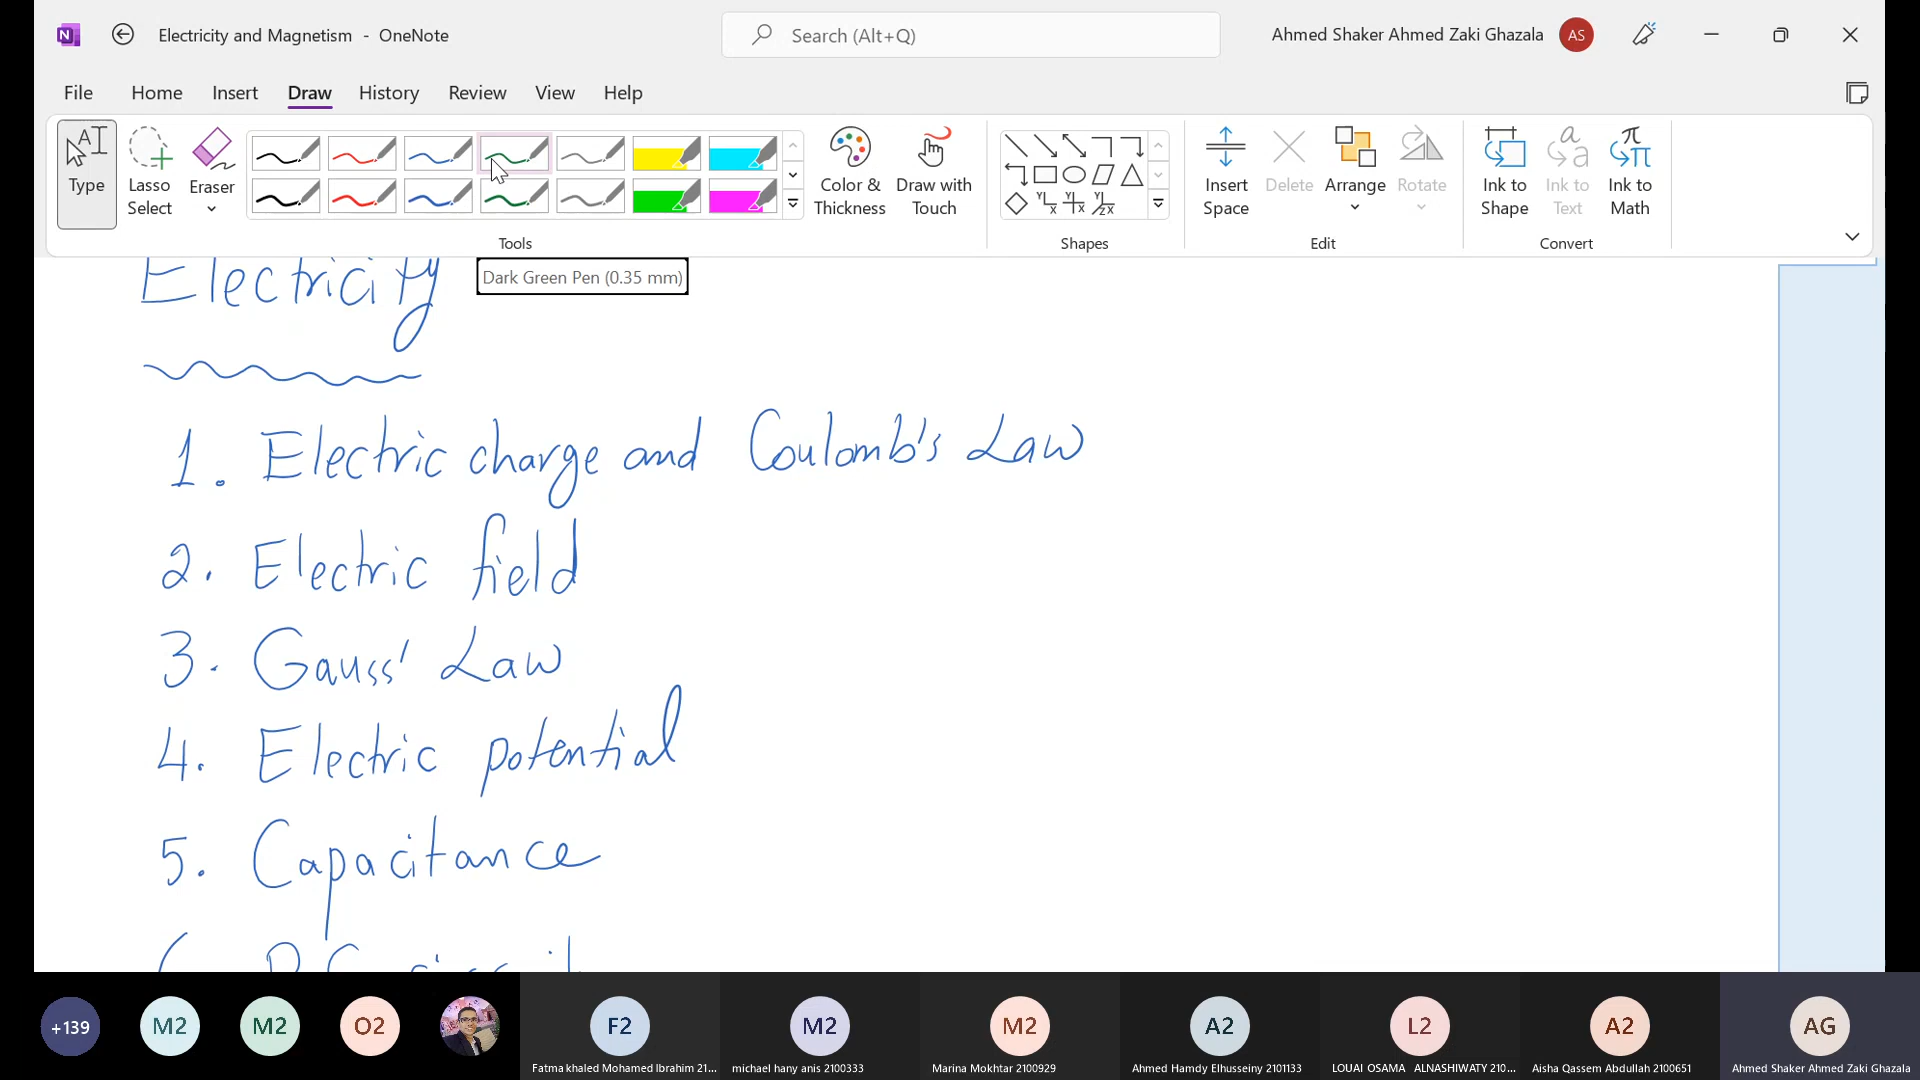 Electricity and Magnetism - OneNote
Search (Alt+Q)
Ahmed Shaker Ahmed Zaki Ghazala
AS
File Home Insert Draw History Review View Help
Type
Lasso Select
Eraser
Color & Thickness
Draw with Touch
Insert Space
Delete
Arrange
Rotate
Ink to Shape
Ink to Text
Ink to Math
Tools
Shapes
Edit
Convert
Dark Green Pen (0.35 mm)
Electricity
1. Electric charge and Coulomb's Law
2. Electric field
3. Gauss' Law
4. Electric potential
5. Capacitance
+139
M2
M2
O2
F2
M2
M2
A2
L2
A2
AG
Fatma khaled Mohamed Ibrahim 21...
michael hany anis 2100333
Marina Mokhtar 2100929
Ahmed Hamdy Elhusseiny 2101133
LOUAI OSAMA ALNASHIWATY 210...
Aisha Qassem Abdullah 2100651
Ahmed Shaker Ahmed Zaki Ghazala